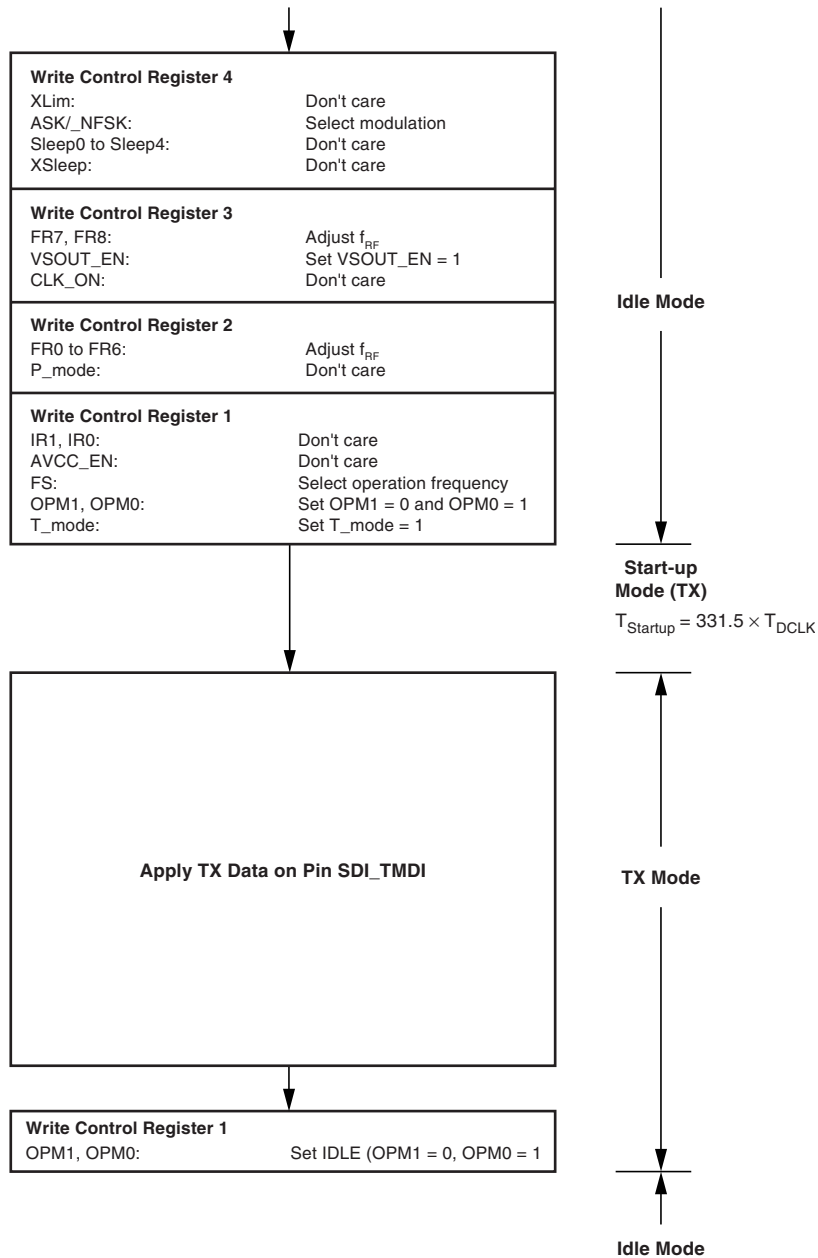 Write Control Register 4
XLim: Don't care
ASK/_NFSK: Select modulation
Sleep0 to Sleep4: Don't care
XSleep: Don't care
Write Control Register 3
FR7, FR8: Adjust fRF
VSOUT_EN: Set VSOUT_EN = 1
CLK_ON: Don't care
Idle Mode
Write Control Register 2
FR0 to FR6: Adjust fRF
P_mode: Don't care
Write Control Register 1
IR1, IR0: Don't care
AVCC_EN: Don't care
FS: Select operation frequency
OPM1, OPM0: Set OPM1 = 0 and OPM0 = 1
T_mode: Set T_mode = 1
Start-up
Mode (TX)
TStartup = 331.5 × TDCLK
Apply TX Data on Pin SDI_TMDI
TX Mode
Write Control Register 1
OPM1, OPM0: Set IDLE (OPM1 = 0, OPM0 = 1
Idle Mode